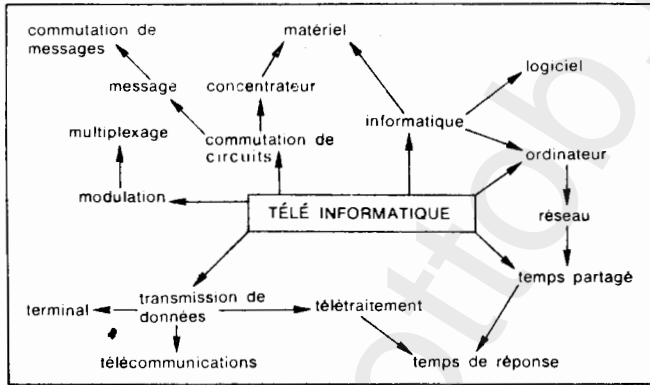 commutation de
messages
matériel
logiciel
message
concentrateur
informatique
multiplexage
commutation de
circuits
ordinateur
modulation
TÉLÉ INFORMATIQUE
réseau
temps partagé
terminal
transmission de
données
télétraitement
télécommunications
temps de réponse